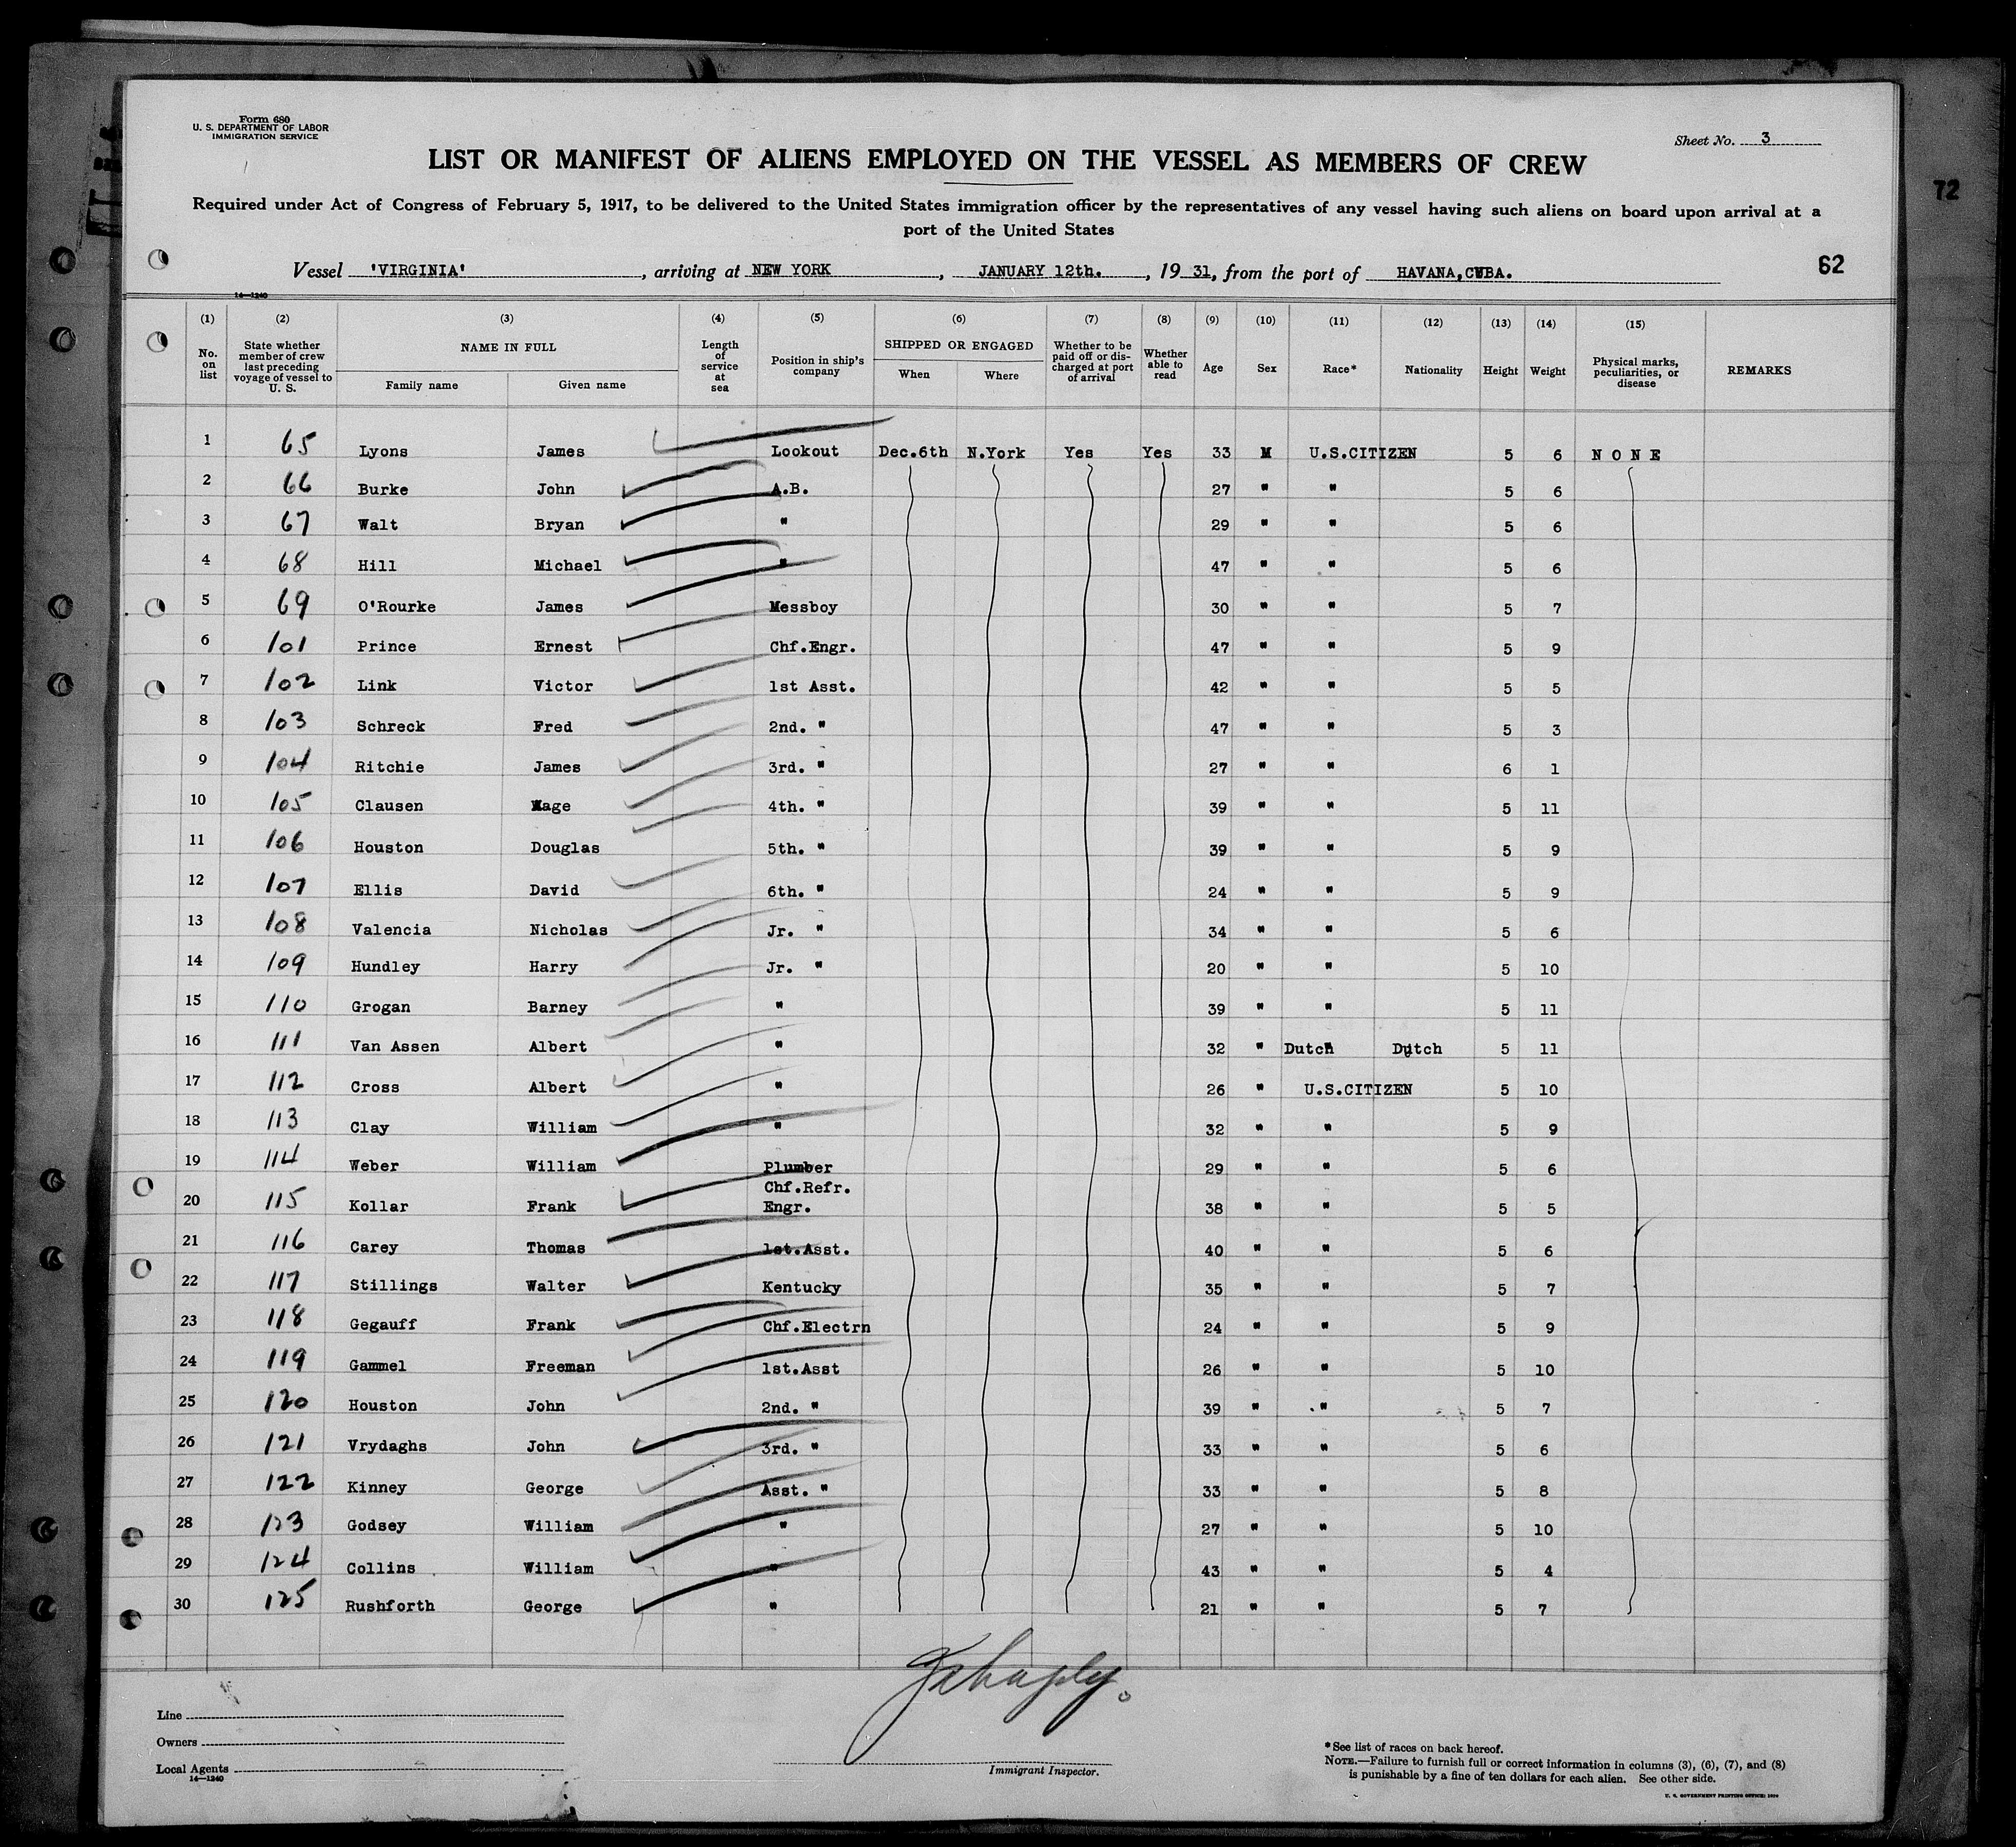 Form 680
U. S. DEPARTMENT OF LABOR
IMMIGRATION SERVICE
Sheet No. 3
LIST OR MANIFEST OF ALIENS EMPLOYED ON THE VESSEL AS MEMBERS OF CREW
72
Required under Act of Congress of February 5, 1917, to be delivered to the United States immigration officer by the representatives of any vessel having such aliens on board upon arrival at a
port of the United States
Vessel 'VIRGINIA', arriving at NEW YORK, JANUARY 12th., 19 31, from the port of HAVANA,CUBA.
62
14—1240
(1) (2) (3) (4) (5) (6) (7) (8) (9) (10) (11) (12) (13) (14) (15)
No. on list State whether member of crew last preceding voyage of vessel to U. S. NAME IN FULL Family name Given name Length of service at sea Position in ship's company SHIPPED OR ENGAGED When Where Whether to be paid off or discharged at port of arrival Whether able to read Age Sex Race* Nationality Height Weight Physical marks, peculiarities, or disease REMARKS
1 65 Lyons James Lookout Dec.6th N.York Yes Yes 33 M U.S.CITIZEN 5 6 N O N E
2 66 Burke John A.B. 27 " " 5 6
3 67 Walt Bryan " 29 " " 5 6
4 68 Hill Michael " 47 " " 5 6
5 69 O'Rourke James Messboy 30 " " 5 7
6 101 Prince Ernest Chf.Engr. 47 " " 5 9
7 102 Link Victor 1st Asst. 42 " " 5 5
8 103 Schreck Fred 2nd. " 47 " " 5 3
9 104 Ritchie James 3rd. " 27 " " 6 1
10 105 Clausen 4th. " 39 " " 5 11
11 106 Houston Douglas 5th. " 39 " " 5 9
12 107 Ellis David 6th. " 24 " " 5 9
13 108 Valencia Nicholas Jr. " 34 " " 5 6
14 109 Hundley Harry Jr. " 20 " " 5 10
15 110 Grogan Barney " 39 " " 5 11
16 111 Van Assen Albert " 32 " Dutch " Dutch 5 11
17 112 Cross Albert " 26 " U.S.CITIZEN 5 10
18 113 Clay William " 32 " " 5 9
19 114 Weber William Plumber 29 " " 5 6
20 115 Kollar Frank Chf.Refr. Engr. 38 " " 5 5
21 116 Carey Thomas 1st.Asst. 40 " " 5 6
22 117 Stillings Walter Kentucky 35 " " 5 7
23 118 Gegauff Frank Chf.Electrn 24 " " 5 9
24 119 Gammel Freeman 1st.Asst 26 " " 5 10
25 120 Houston John 2nd. " 39 " " 5 7
26 121 Vrydaghs John 3rd. " 33 " " 5 6
27 122 Kinney George Asst. " 33 " " 5 8
28 123 Godsey William " 27 " " 5 10
29 124 Collins William " 43 " " 5 4
30 125 Rushforth George " 21 " " 5 7
Line
Owners
Local Agents
14—1240
Immigrant Inspector.
*See list of races on back hereof.
NOTE.—Failure to furnish full or correct information in columns (3), (6), (7), and (8)
is punishable by a fine of ten dollars for each alien. See other side.